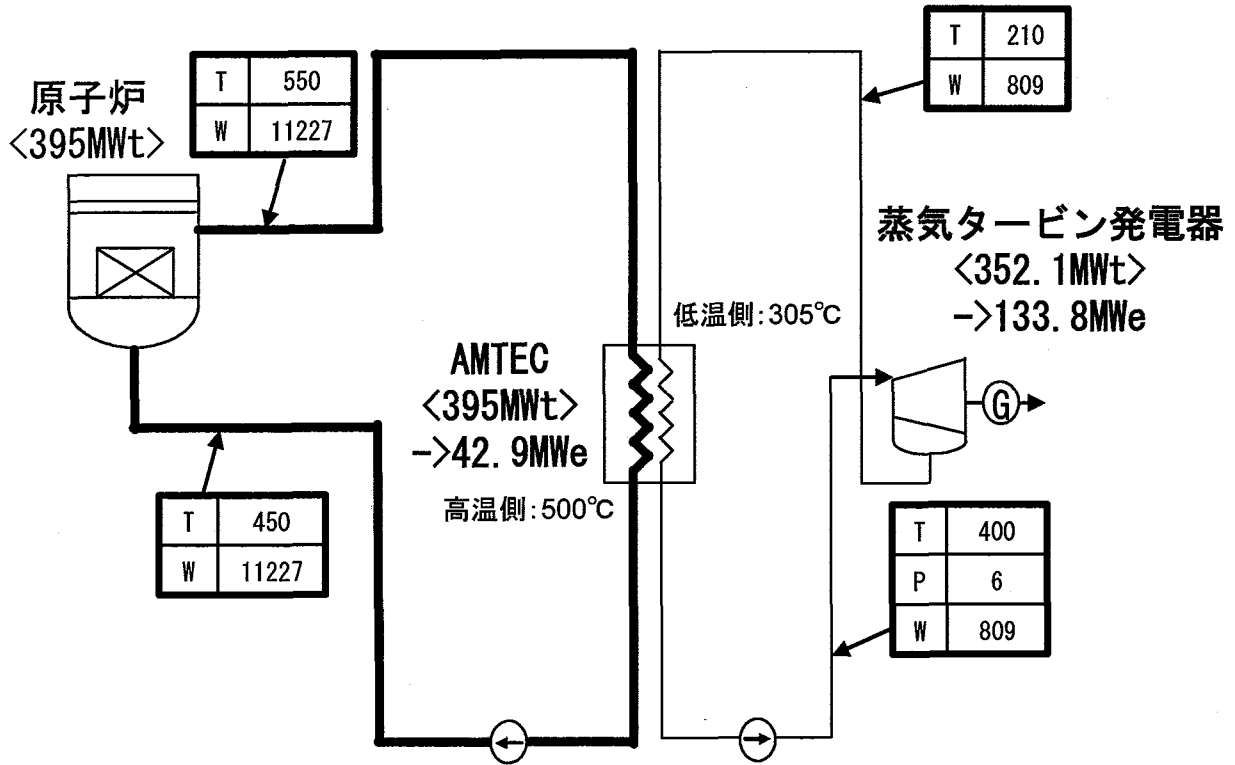 原子炉
<395MWt>
T 550
W 11227
T 210
W 809
蒸気タービン発電器
<352.1MWt>
->133.8MWe
低温側:305℃
AMTEC
<395MWt>
->42.9MWe
高温側:500℃
G
T 450
W 11227
T 400
P 6
W 809